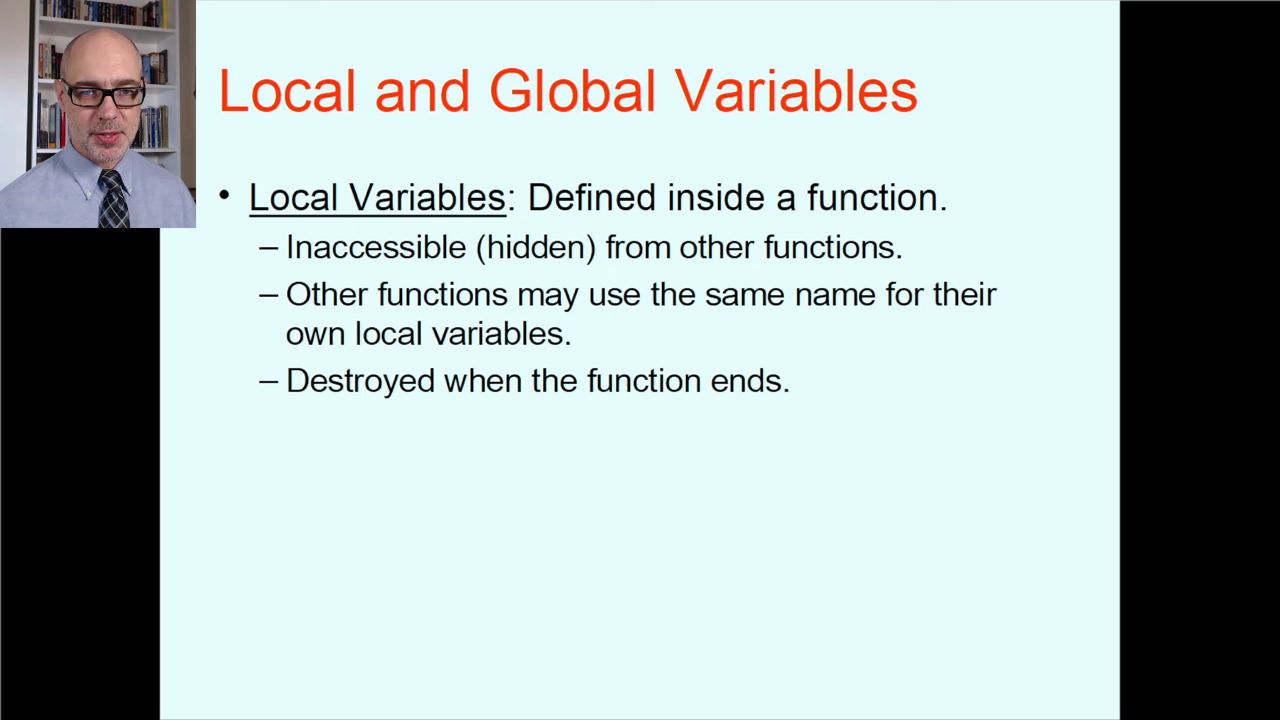 Local and Global Variables
• Local Variables: Defined inside a function.
– Inaccessible (hidden) from other functions.
– Other functions may use the same name for their
own local variables.
– Destroyed when the function ends.